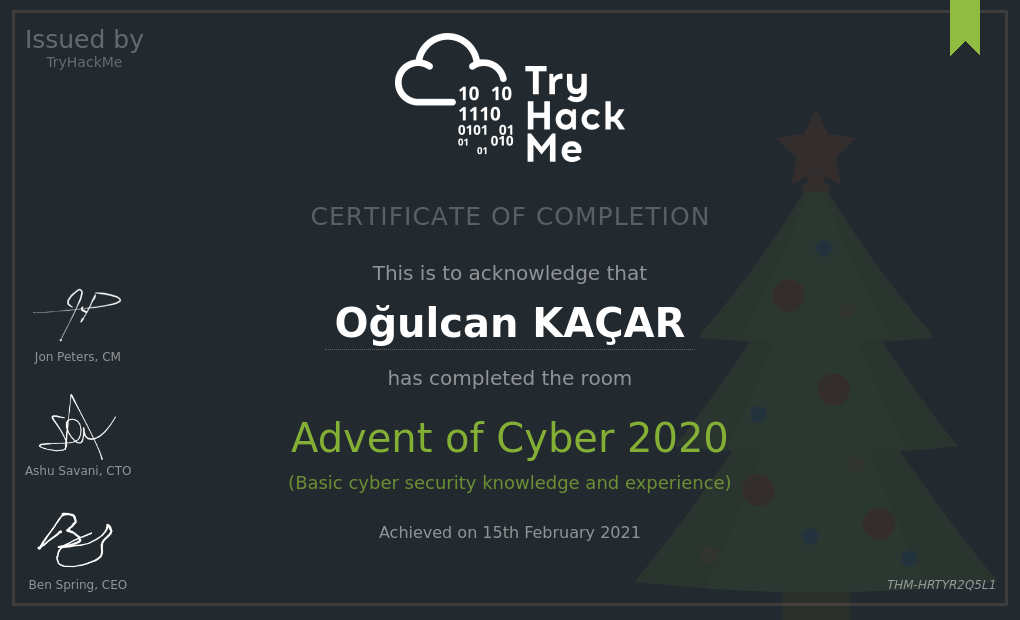 Issued by
TryHackMe
10 10
1110
0101 01
01 010
01
Try
Hack
Me
CERTIFICATE OF COMPLETION
This is to acknowledge that
Oğulcan KAÇAR
has completed the room
Advent of Cyber 2020
(Basic cyber security knowledge and experience)
Achieved on 15th February 2021
Jon Peters, CM
Ashu Savani, CTO
Ben Spring, CEO
THM-HRTYR2Q5L1